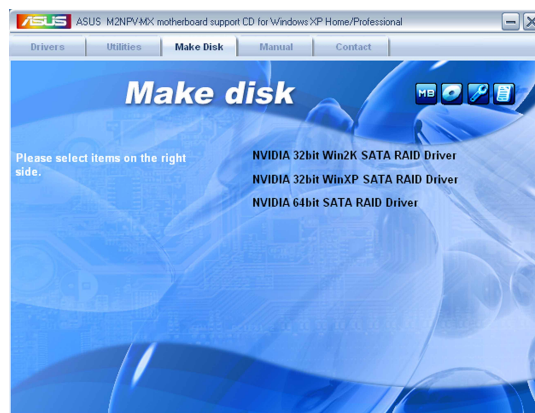 ASUS ASUS M2NPV-MX motherboard support CD for Windows XP Home/Professional
Drivers Utilities Make Disk Manual Contact
Make disk
MB
Please select items on the right
side.
NVIDIA 32bit Win2K SATA RAID Driver
NVIDIA 32bit WinXP SATA RAID Driver
NVIDIA 64bit SATA RAID Driver